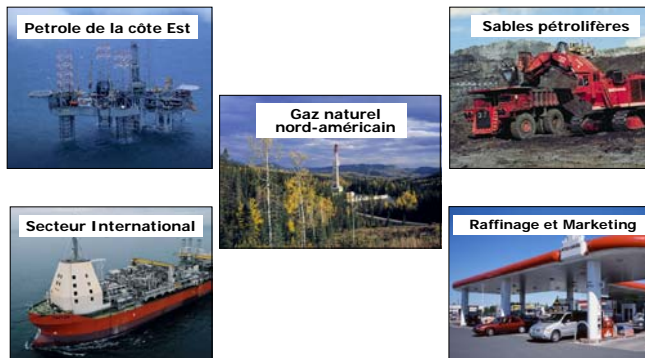 Petrole de la côte Est
Sables pétrolifères
Gaz naturel
nord-américain
Secteur International
Raffinage et Marketing